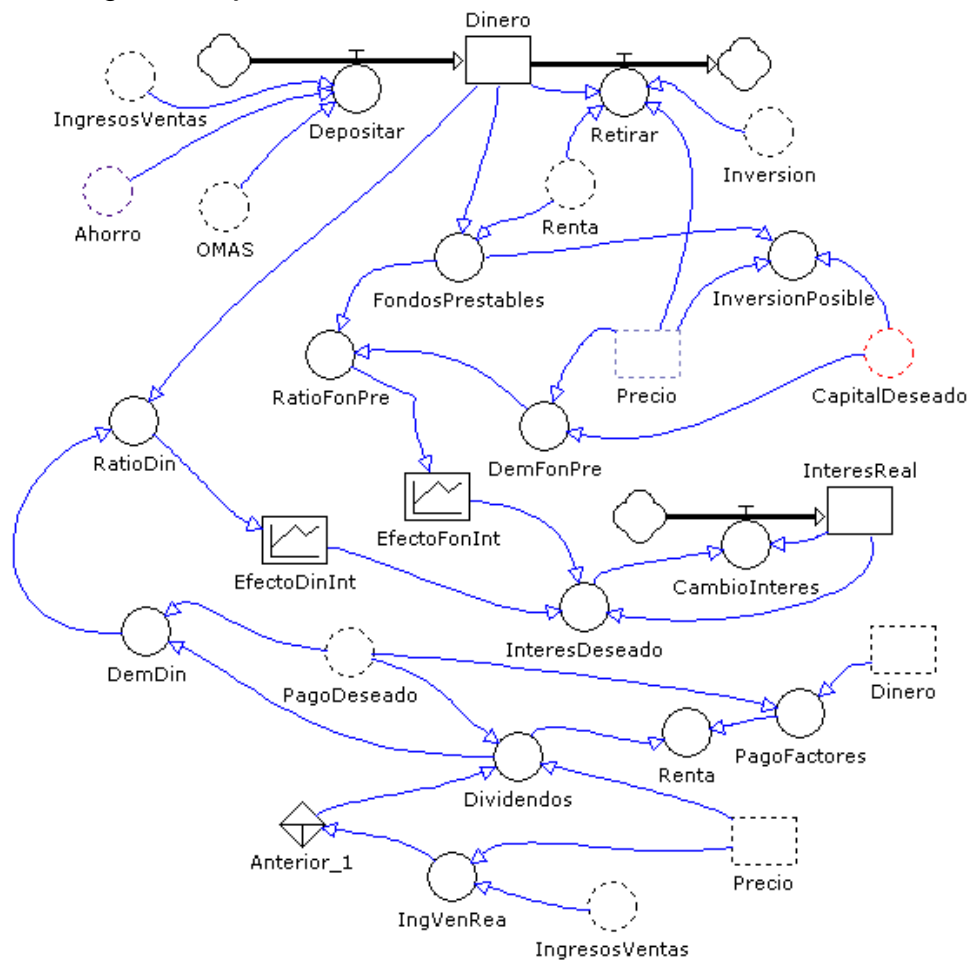 Dinero
IngresosVentas
Depositar
Retirar
Inversion
Ahorro
OMAS
Renta
FondosPrestables
InversionPosible
RatioFonPre
Precio
CapitalDeseado
RatioDin
DemFonPre
InteresReal
EfectoFonInt
EfectoDinInt
CambioInteres
InteresDeseado
DemDin
PagoDeseado
Dinero
Renta
PagoFactores
Dividendos
Anterior_1
Precio
IngVenRea
IngresosVentas